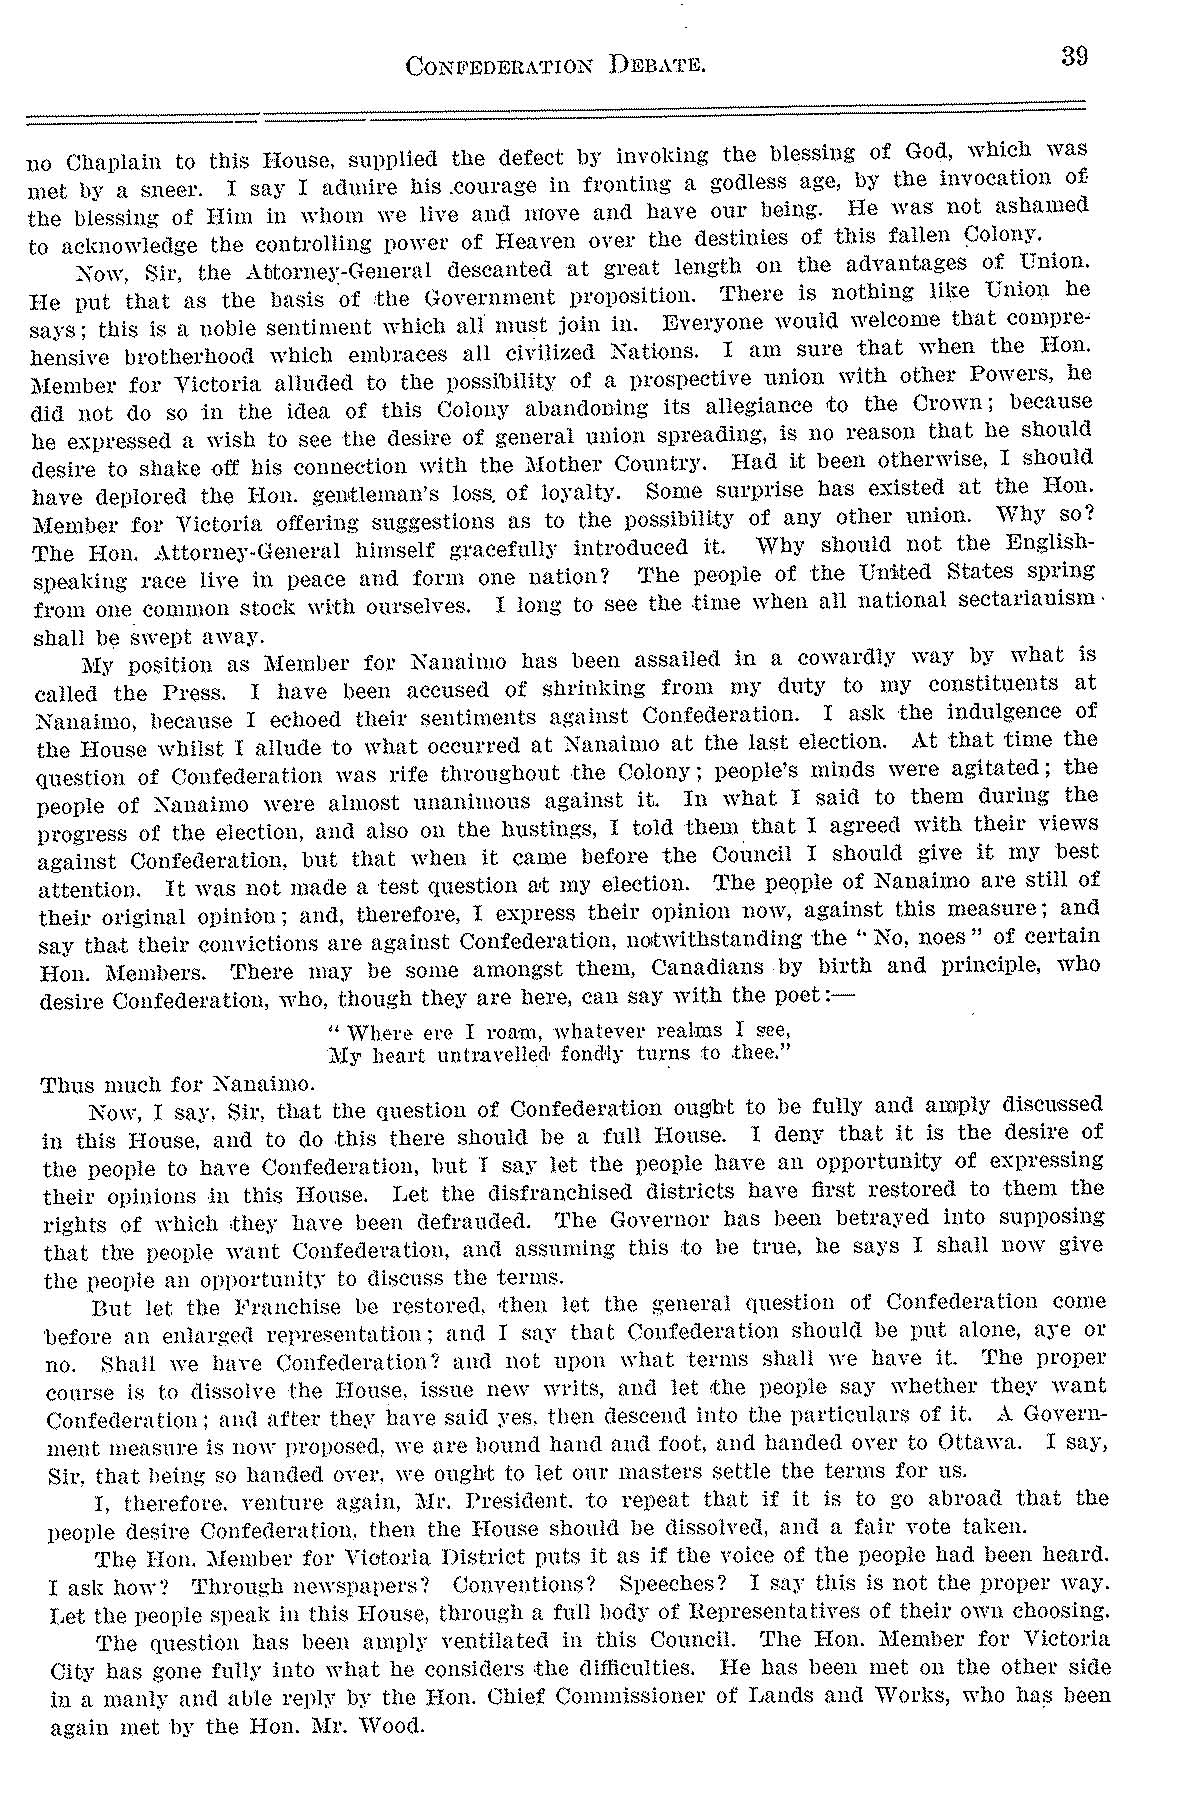 CONFEDERATION DEBATE.
39
no Chaplain to this House, supplied the defect by invoking the blessing of God, which was
met by a sneer. I say I admire his courage in fronting a godless age, by the invocation of
the blessing of Him in whom we live and move and have our being. He was not ashamed
to acknowledge the controlling power of Heaven over the destinies of this fallen Colony.
Now, Sir, the Attorney-General descanted at great length on the advantages of Union.
He put that as the basis of the Government proposition. There is nothing like Union he
says; this is a noble sentiment which all must join in. Everyone would welcome that compre-
hensive brotherhood which embraces all civilized Nations. I am sure that when the Hon.
Member for Victoria alluded to the possibility of a prospective union with other Powers, he
did not do so in the idea of this Colony abandoning its allegiance to the Crown; because
he expressed a wish to see the desire of general union spreading, is no reason that he should
desire to shake off his connection with the Mother Country. Had it been otherwise, I should
have deplored the Hon. gentleman's loss of loyalty. Some surprise has existed at the Hon.
Member for Victoria offering suggestions as to the possibility of any other union. Why so?
The Hon. Attorney-General himself gracefully introduced it. Why should not the English-
speaking race live in peace and form one nation? The people of the United States spring
from one common stock with ourselves. I long to see the time when all national sectarianism
shall be swept away.
My position as Member for Nanaimo has been assailed in a cowardly way by what is
called the Press. I have been accused of shrinking from my duty to my constituents at
Nanaimo, because I echoed their sentiments against Confederation. I ask the indulgence of
the House whilst I allude to what occurred at Nanaimo at the last election. At that time the
question of Confederation was rife throughout the Colony; people's minds were agitated; the
people of Nanaimo were almost unanimous against it. In what I said to them during the
progress of the election, and also on the hustings, I told them that I agreed with their views
against Confederation, but that when it came before the Council I should give it my best
attention. It was not made a test question at my election. The people of Nanaimo are still of
their original opinion; and, therefore, I express their opinion now, against this measure; and
say that their convictions are against Confederation, notwithstanding the "No, noes" of certain
Hon. Members. There may be some amongst them, Canadians by birth and principle, who
desire Confederation, who, though they are here, can say with the poet:—
"Where ere I roam, whatever realms I see,
My heart untravelled fondly turns to thee."
Thus much for Nanaimo.
Now, I say, Sir, that the question of Confederation ought to be fully and amply discussed
in this House, and to do this there should be a full House. I deny that it is the desire of
the people to have Confederation, but I say let the people have an opportunity of expressing
their opinions in this House. Let the disfranchised districts have first restored to them the
rights of which they have been defrauded. The Governor has been betrayed into supposing
that the people want Confederation, and assuming this to be true, he says I shall now give
the people an opportunity to discuss the terms.
But let the Franchise be restored, then let the general question of Confederation come
before an enlarged representation; and I say that Confederation should be put alone, aye or
no. Shall we have Confederation? and not upon what terms shall we have it. The proper
course is to dissolve the House, issue new writs, and let the people say whether they want
Confederation; and after they have said yes, then descend into the particulars of it. A Govern-
ment measure is now proposed, we are bound hand and foot, and handed over to Ottawa. I say,
Sir, that being so handed over, we ought to let our masters settle the terms for us.
I, therefore, venture again, Mr. President, to repeat that if it is to go abroad that the
people desire Confederation, then the House should be dissolved, and a fair vote taken.
The Hon. Member for Victoria District puts it as if the voice of the people had been heard.
I ask how? Through newspapers? Conventions? Speeches? I say this is not the proper way.
Let the people speak in this House, through a full body of Representatives of their own choosing.
The question has been amply ventilated in this Council. The Hon. Member for Victoria
City has gone fully into what he considers the difficulties. He has been met on the other side
in a manly and able reply by the Hon. Chief Commissioner of Lands and Works, who has been
again met by the Hon. Mr. Wood.